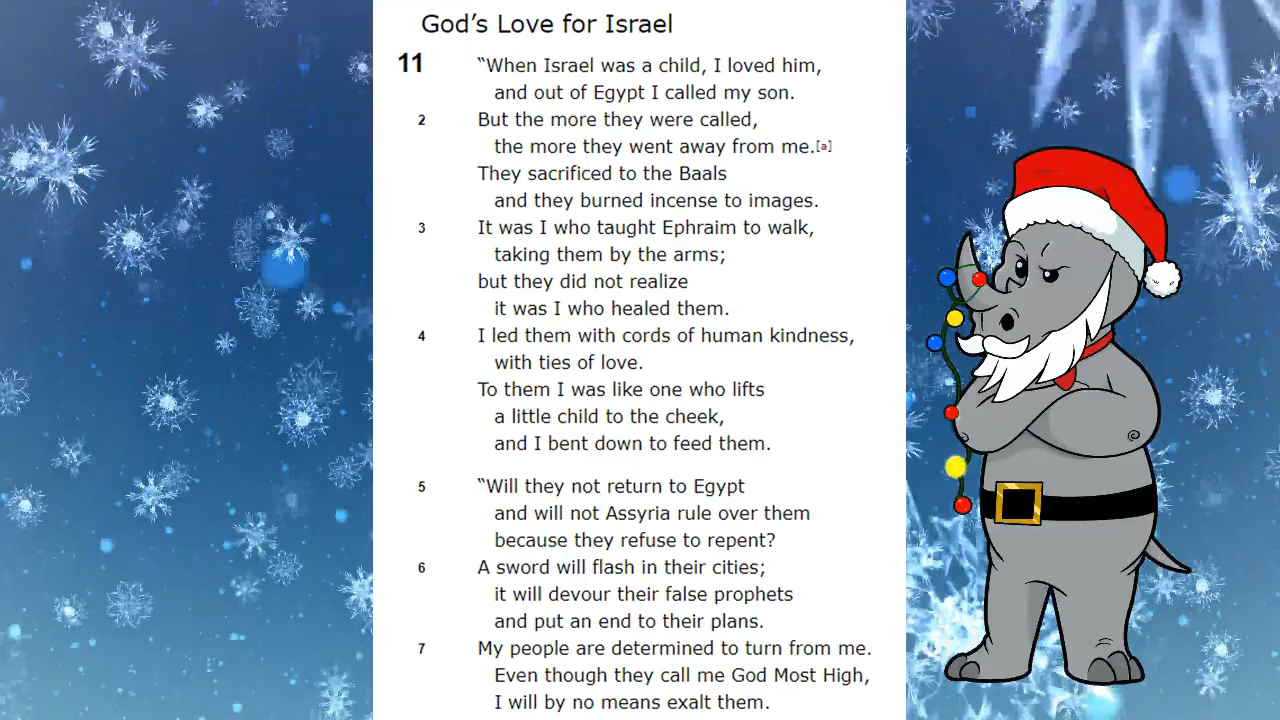 God’s Love for Israel
11 “When Israel was a child, I loved him,
and out of Egypt I called my son.
2 But the more they were called,
the more they went away from me.[a]
They sacrificed to the Baals
and they burned incense to images.
3 It was I who taught Ephraim to walk,
taking them by the arms;
but they did not realize
it was I who healed them.
4 I led them with cords of human kindness,
with ties of love.
To them I was like one who lifts
a little child to the cheek,
and I bent down to feed them.
5 “Will they not return to Egypt
and will not Assyria rule over them
because they refuse to repent?
6 A sword will flash in their cities;
it will devour their false prophets
and put an end to their plans.
7 My people are determined to turn from me.
Even though they call me God Most High,
I will by no means exalt them.